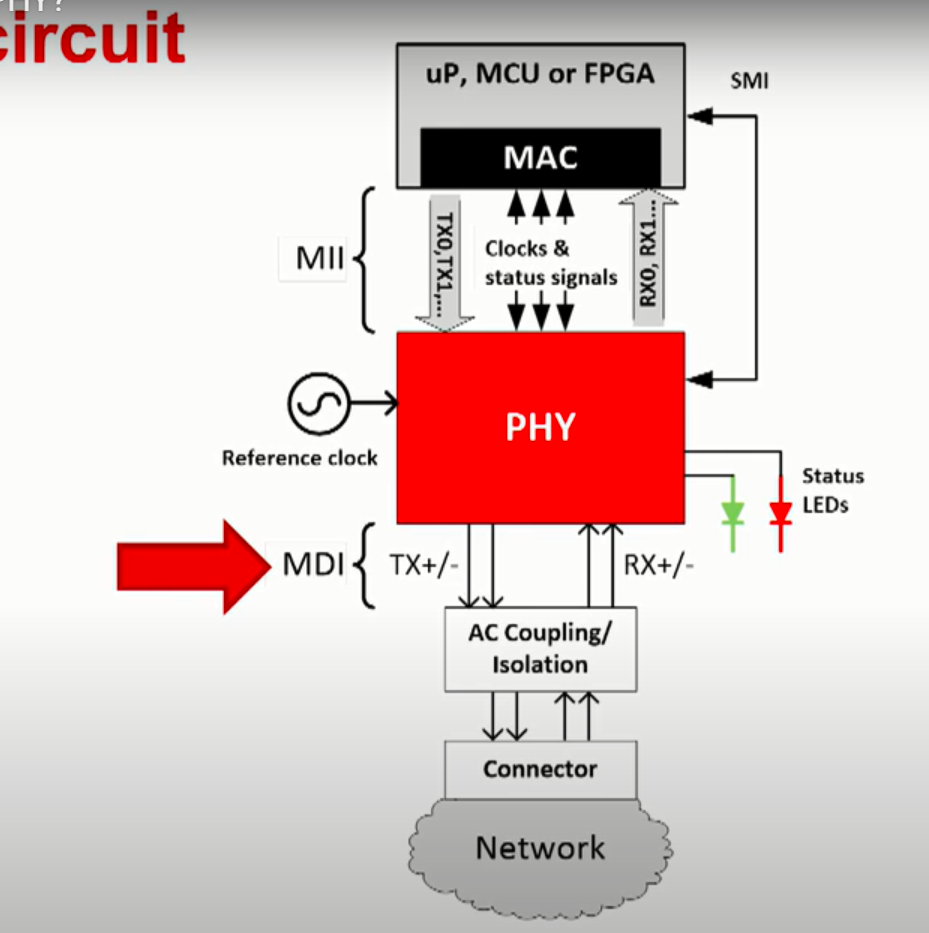 PHY?
circuit
uP, MCU or FPGA
SMI
MAC
MII
TX0,TX1,...
Clocks &
status signals
RX0, RX1...
PHY
Reference clock
Status
LEDs
MDI
TX+/-
RX+/-
AC Coupling/
Isolation
Connector
Network